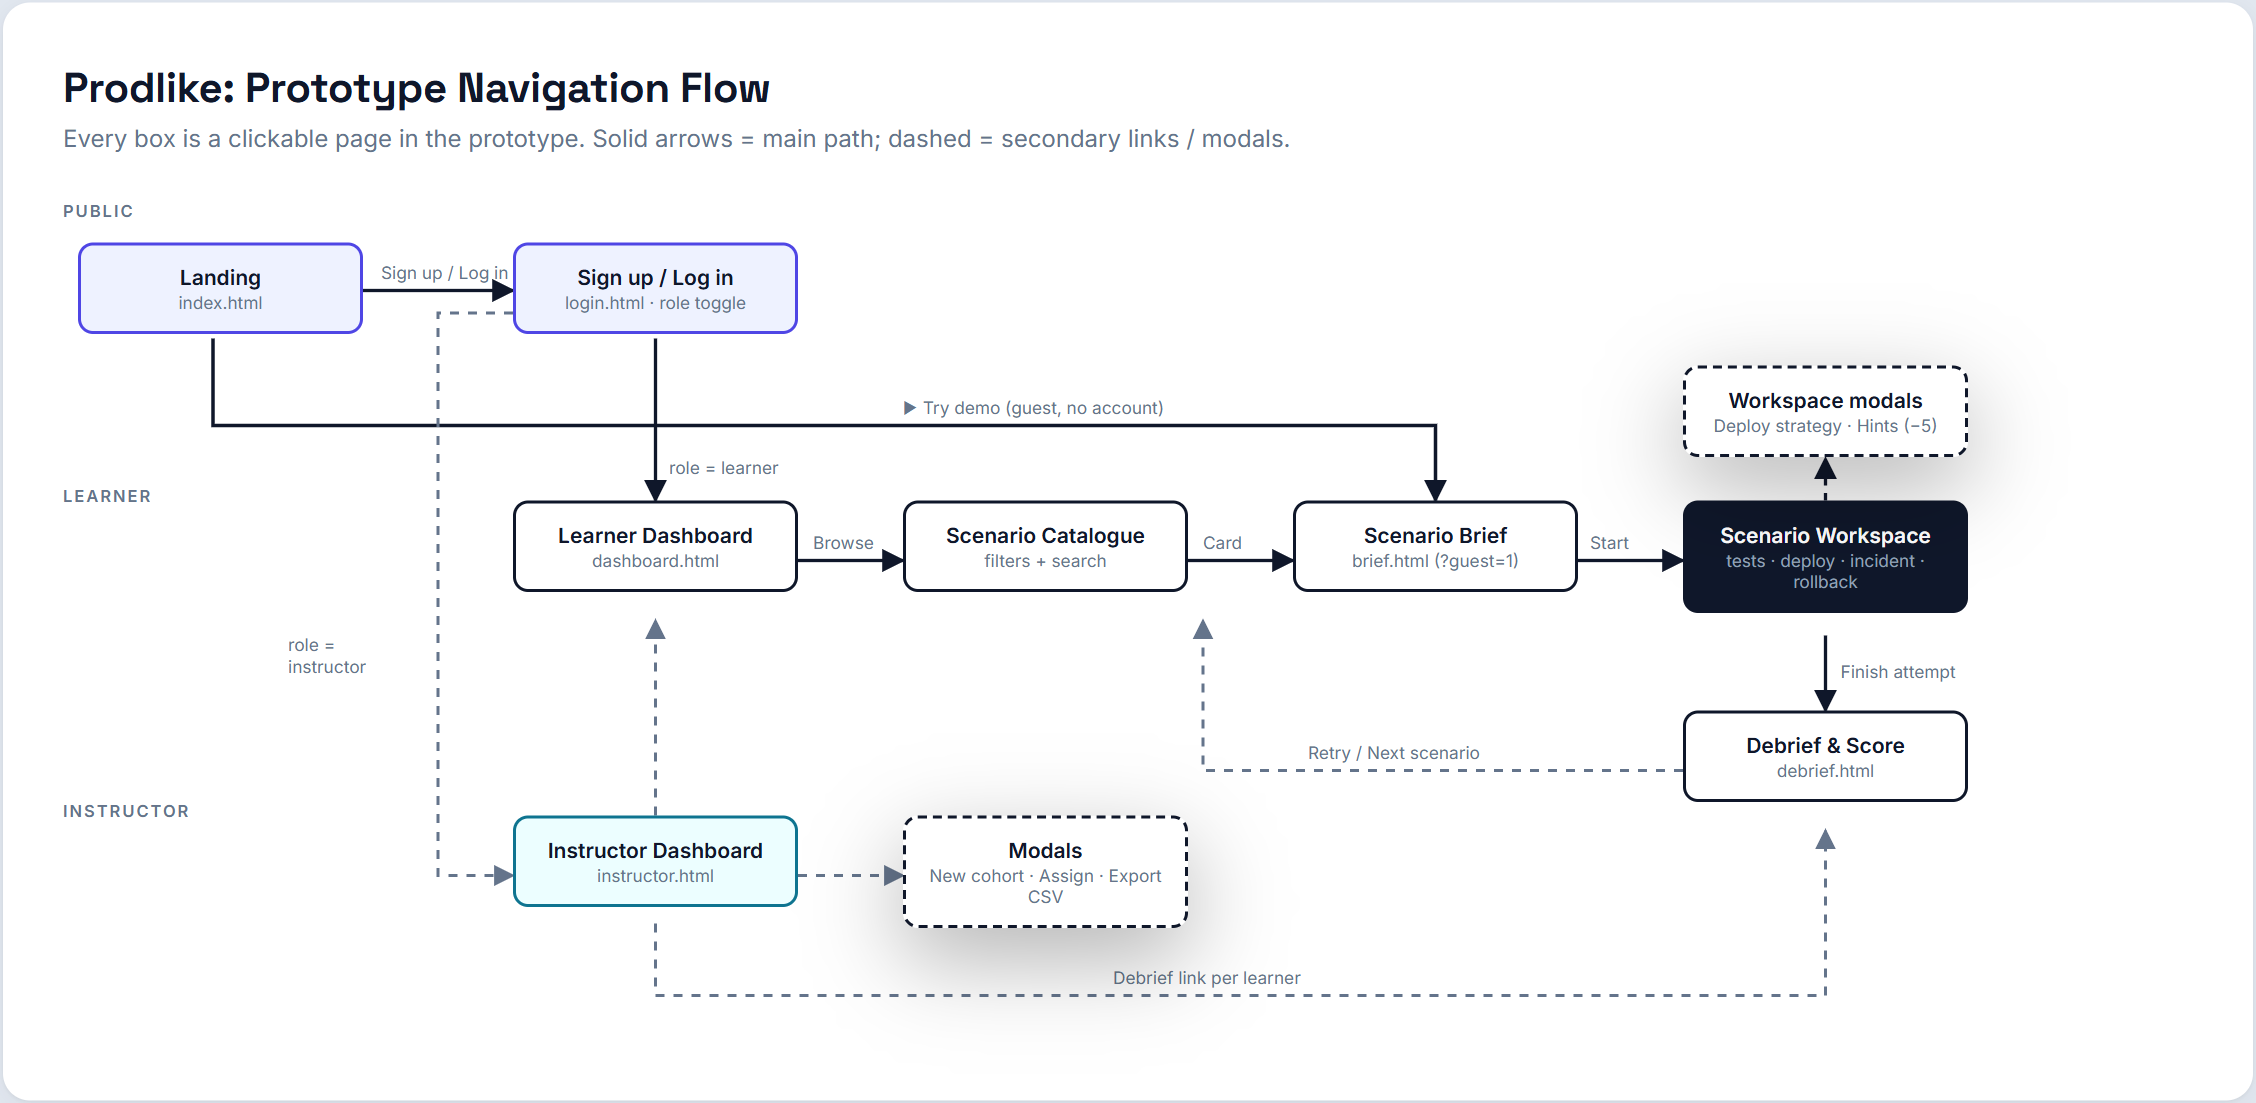 Prodlike: Prototype Navigation Flow
Every box is a clickable page in the prototype. Solid arrows = main path; dashed = secondary links / modals.
PUBLIC
Landing
index.html
Sign up / Log in
Sign up / Log in
login.html · role toggle
▶ Try demo (guest, no account)
Workspace modals
Deploy strategy · Hints (−5)
role = learner
LEARNER
Learner Dashboard
dashboard.html
Browse
Scenario Catalogue
filters + search
Card
Scenario Brief
brief.html (?guest=1)
Start
Scenario Workspace
tests · deploy · incident ·
rollback
role =
instructor
Finish attempt
Retry / Next scenario
Debrief & Score
debrief.html
INSTRUCTOR
Instructor Dashboard
instructor.html
Modals
New cohort · Assign · Export
CSV
Debrief link per learner